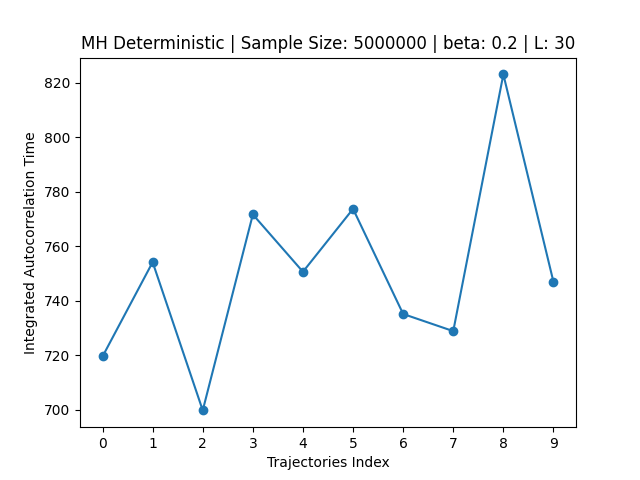 MH Deterministic | Sample Size: 5000000 | beta: 0.2 | L: 30
Integrated Autocorrelation Time
820
800
780
760
740
720
700
0 1 2 3 4 5 6 7 8 9
Trajectories Index